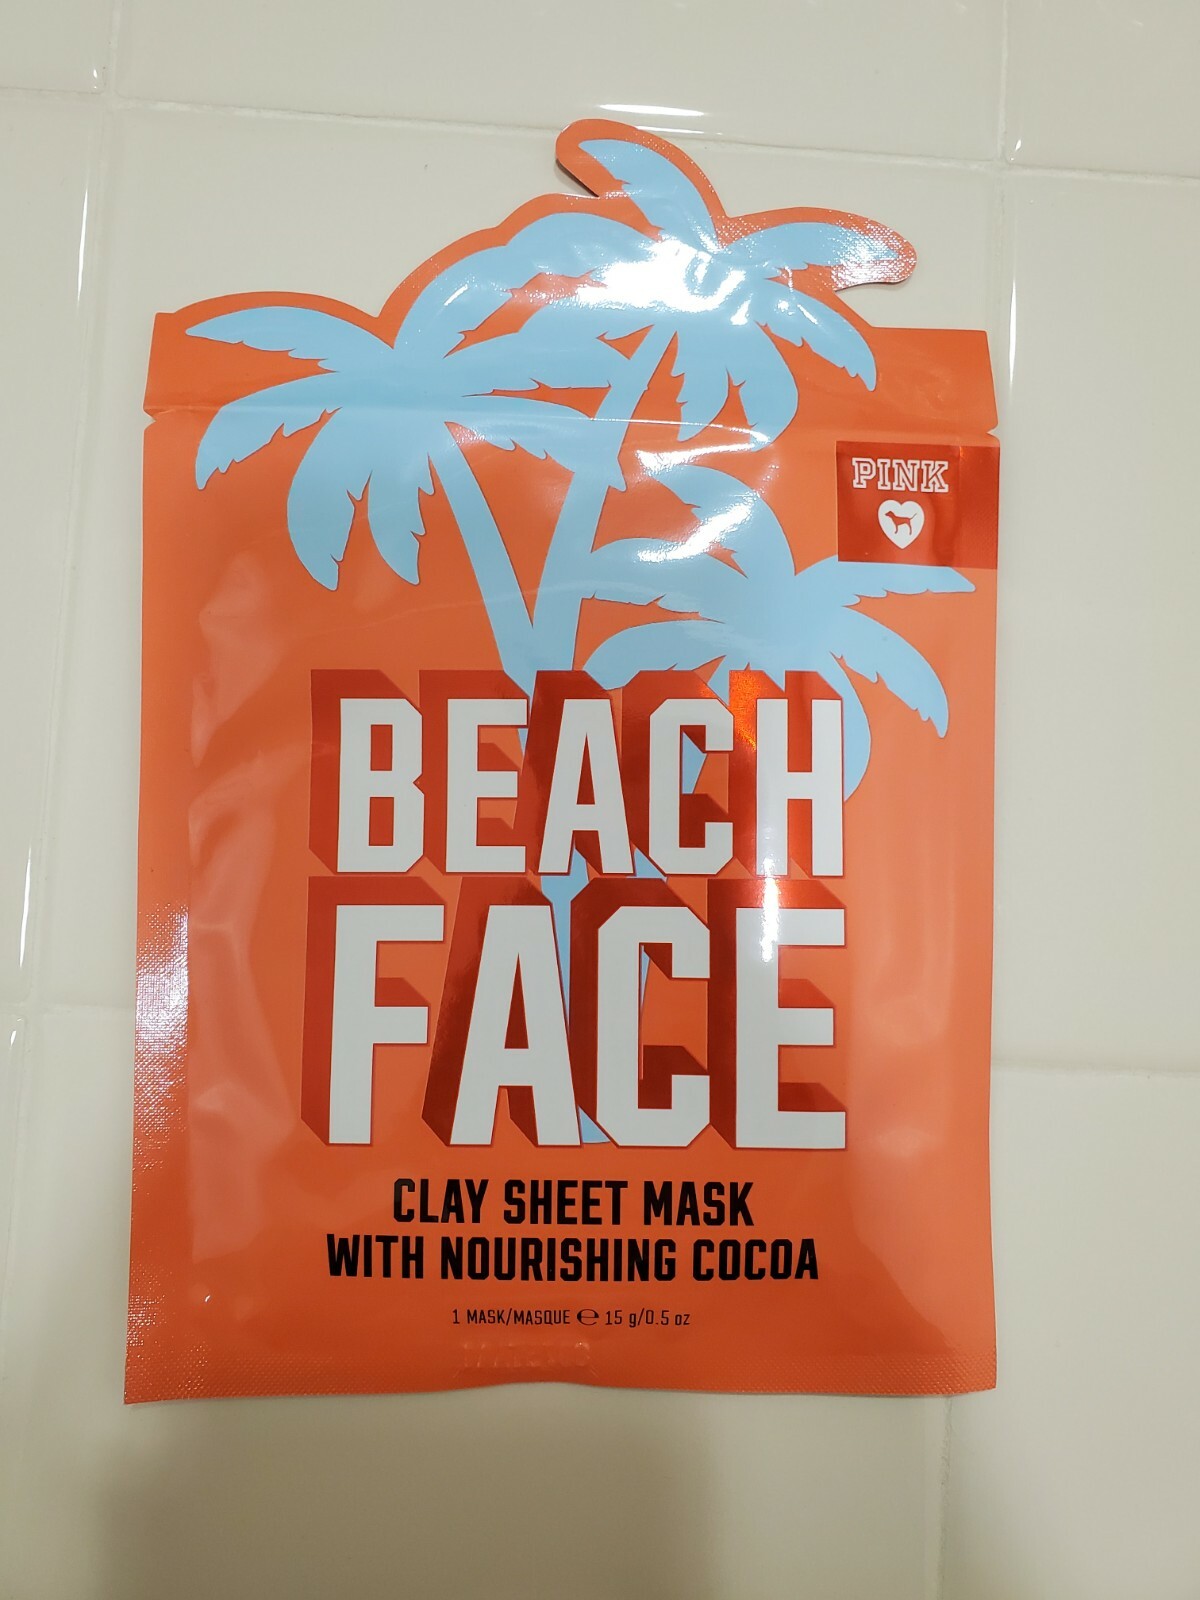 PINK
BEACH
FACE
CLAY SHEET MASK
WITH NOURISHING COCOA
1 MASK/MASQUE ℮ 15 g/0.5 oz